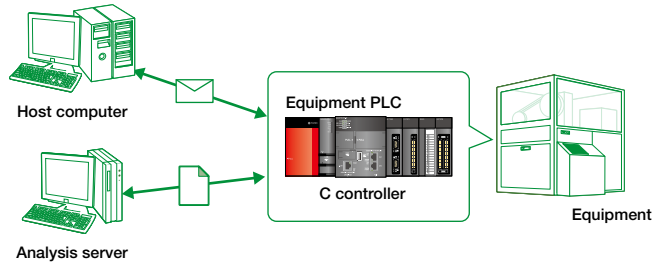 Host computer
Equipment PLC
C controller
Equipment
Analysis server